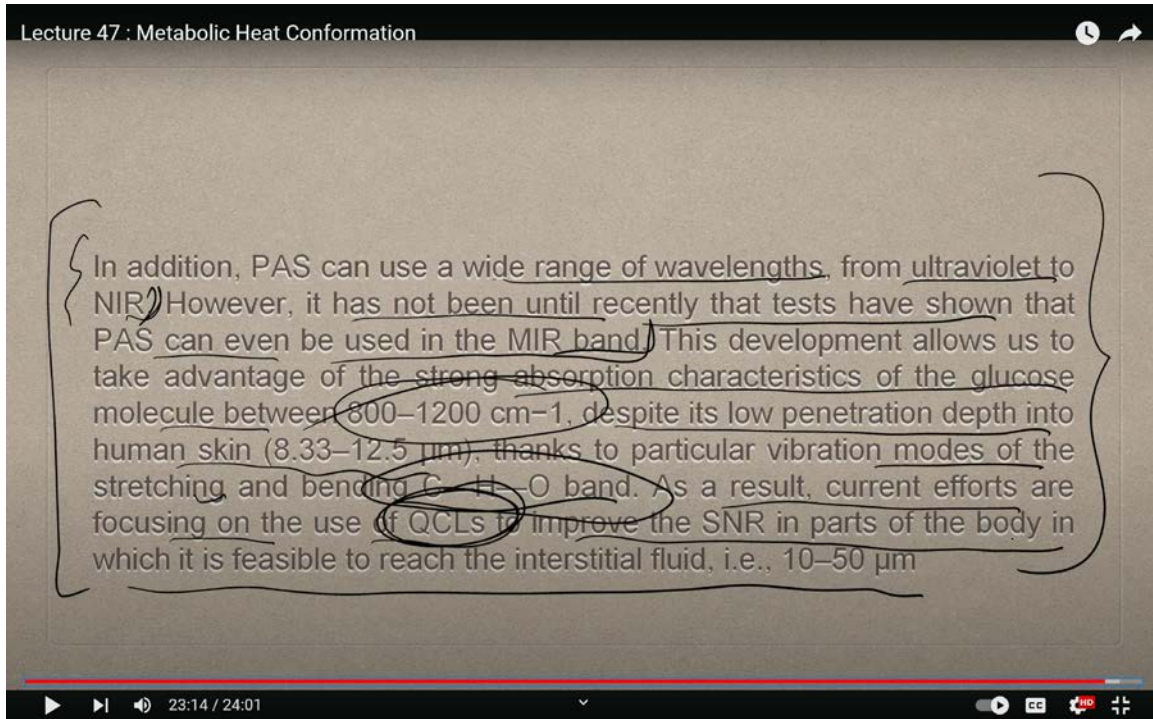 Lecture 47 : Metabolic Heat Conformation
In addition, PAS can use a wide range of wavelengths, from ultraviolet to
NIR. However, it has not been until recently that tests have shown that
PAS can even be used in the MIR band. This development allows us to
take advantage of the strong absorption characteristics of the glucose
molecule between 800–1200 cm−1, despite its low penetration depth into
human skin (8.33–12.5 μm), thanks to particular vibration modes of the
stretching and bending C–H–O band. As a result, current efforts are
focusing on the use of QCLs to improve the SNR in parts of the body in
which it is feasible to reach the interstitial fluid, i.e., 10–50 μm
23:14 / 24:01
CC
HD